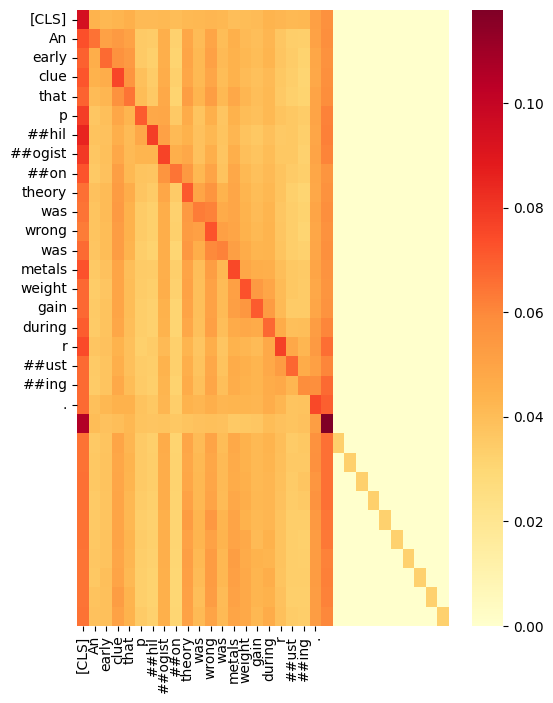 [CLS]
An
early
clue
that
p
##hil
##ogist
##on
theory
was
wrong
was
metals
weight
gain
during
r
##ust
##ing
.
0.10
0.08
0.06
0.04
0.02
0.00
[CLS]
An
early
clue
that
p
##hil
##ogist
##on
theory
was
wrong
was
metals
weight
gain
during
r
##ust
##ing
.